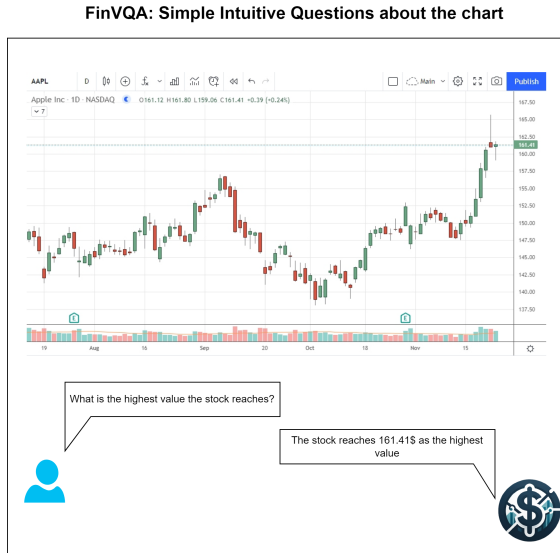 FinVQA: Simple Intuitive Questions about the chart
AAPL D Main Publish
Apple Inc · 1D · NASDAQ O161.12 H161.80 L159.06 C161.41 +0.39 (+0.24%)
7
167.50
165.00
162.50
161.41
160.00
157.50
155.00
152.50
150.00
147.50
145.00
142.50
140.00
137.50
E E
19 Aug 16 Sep 20 Oct 18 Nov 15
What is the highest value the stock reaches?
The stock reaches 161.41$ as the highest
value
$